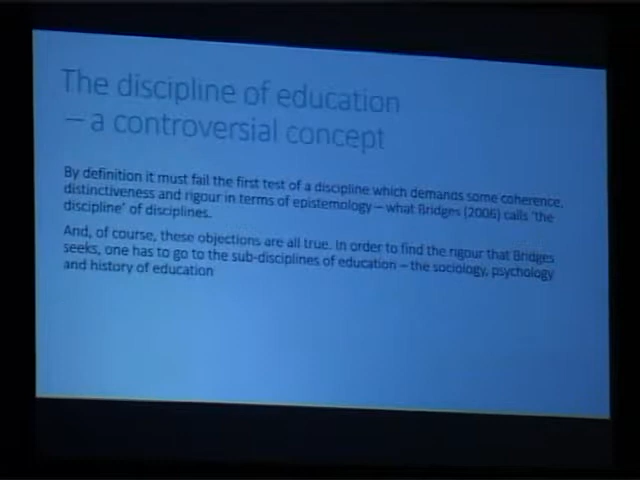 The discipline of education
– a controversial concept
By definition it must fail the first test of a discipline which demands some coherence,
distinctiveness and rigour in terms of epistemology – what Bridges (2006) calls 'the
discipline' of disciplines.
And, of course, these objections are all true. In order to find the rigour that Bridges
seeks, one has to go to the sub-disciplines of education – the sociology, psychology
and history of education